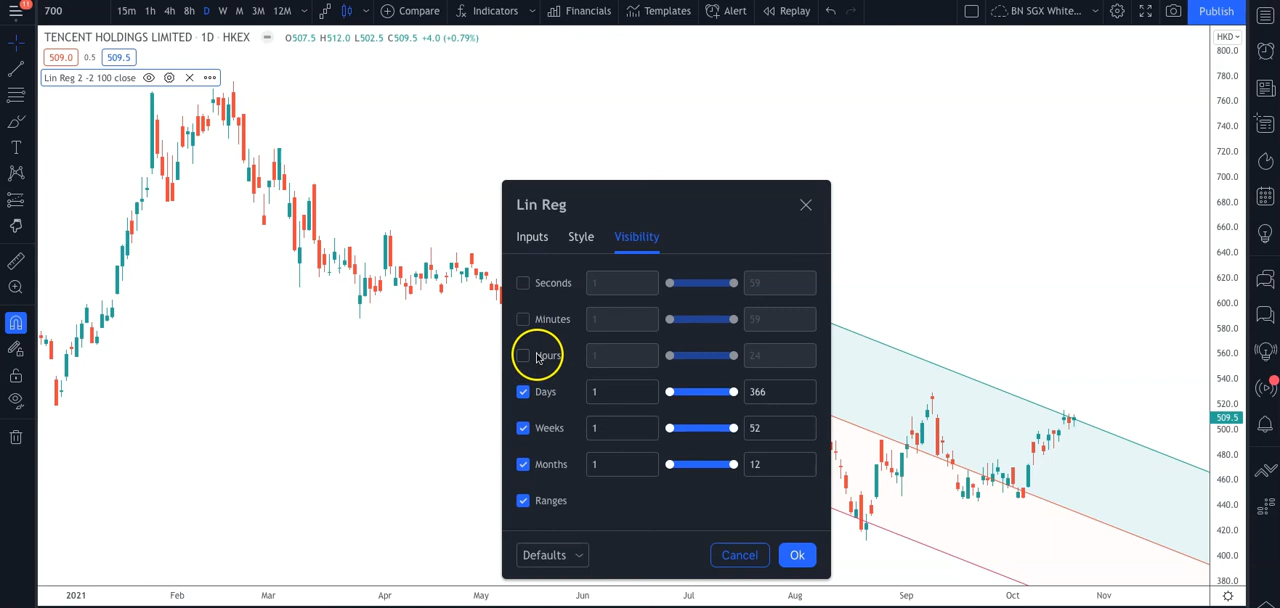 11
700
15m 1h 4h 8h D W M 3M 12M
Compare
Indicators
Financials
Templates
Alert
Replay
BN SGX White...
Publish
TENCENT HOLDINGS LIMITED · 1D · HKEX
O507.5 H512.0 L502.5 C509.5 +4.0 (+0.79%)
HKD
509.0 0.5 509.5
Lin Reg 2 -2 100 close
800.0
780.0
760.0
740.0
720.0
700.0
680.0
660.0
640.0
620.0
600.0
580.0
560.0
540.0
520.0
509.5
500.0
480.0
460.0
440.0
420.0
400.0
380.0
Lin Reg
Inputs Style Visibility
Seconds 1 59
Minutes 1 59
Hours 1 24
Days 1 366
Weeks 1 52
Months 1 12
Ranges
Defaults Cancel Ok
2021 Feb Mar Apr May Jun Jul Aug Sep Oct Nov